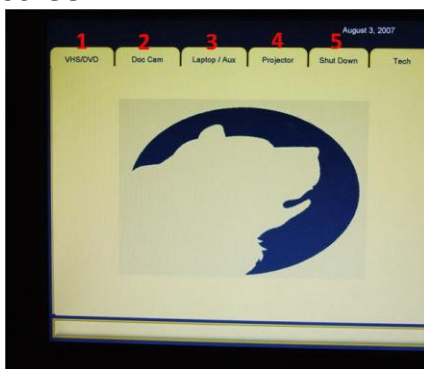 August 3, 2007
1 2 3 4 5
VHS/DVD Doc Cam Laptop / Aux Projector Shut Down Tech